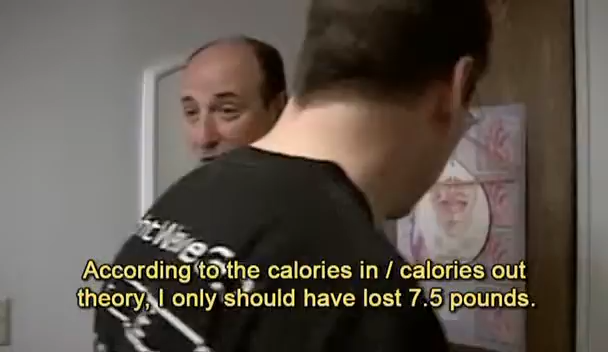 According to the calories in / calories out
theory, I only should have lost 7.5 pounds.